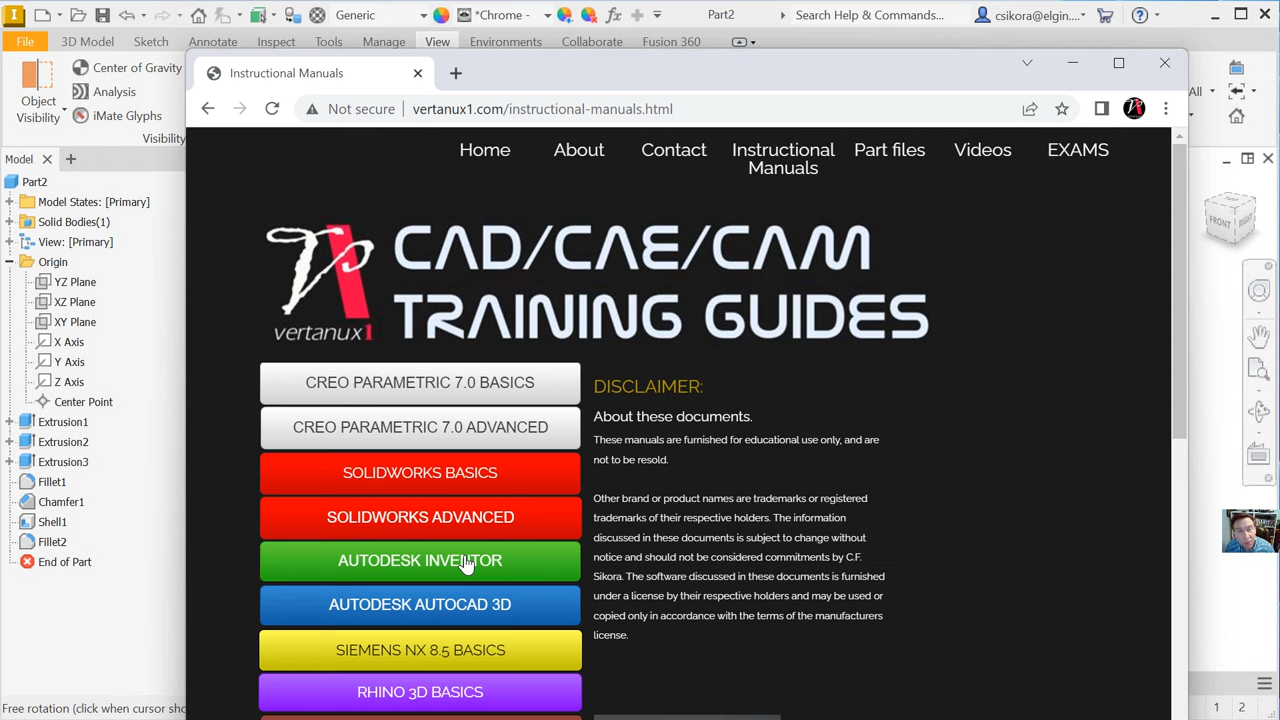 Generic
*Chrome -
Part2
Search Help & Commands...
csikora@elgin....
File
3D Model
Sketch
Annotate
Inspect
Tools
Manage
View
Environments
Collaborate
Fusion 360
Object
Visibility
Center of Gravity
Analysis
iMate Glyphs
Visibility
All
Instructional Manuals
Not secure
vertanux1.com/instructional-manuals.html
Model
Part2
Model States: [Primary]
Solid Bodies(1)
View: [Primary]
Origin
YZ Plane
XZ Plane
XY Plane
X Axis
Y Axis
Z Axis
Center Point
Extrusion1
Extrusion2
Extrusion3
Fillet1
Chamfer1
Shell1
Fillet2
End of Part
Home
About
Contact
Instructional
Manuals
Part files
Videos
EXAMS
vertanux1
CAD/CAE/CAM
TRAINING GUIDES
CREO PARAMETRIC 7.0 BASICS
CREO PARAMETRIC 7.0 ADVANCED
SOLIDWORKS BASICS
SOLIDWORKS ADVANCED
AUTODESK INVENTOR
AUTODESK AUTOCAD 3D
SIEMENS NX 8.5 BASICS
RHINO 3D BASICS
DISCLAIMER:
About these documents.
These manuals are furnished for educational use only, and are
not to be resold.
Other brand or product names are trademarks or registered
trademarks of their respective holders. The information
discussed in these documents is subject to change without
notice and should not be considered commitments by C.F.
Sikora. The software discussed in these documents is furnished
under a license by their respective holders and may be used or
copied only in accordance with the terms of the manufacturers
license.
FRONT
RIGHT
Free rotation (click when cursor sho
1
2